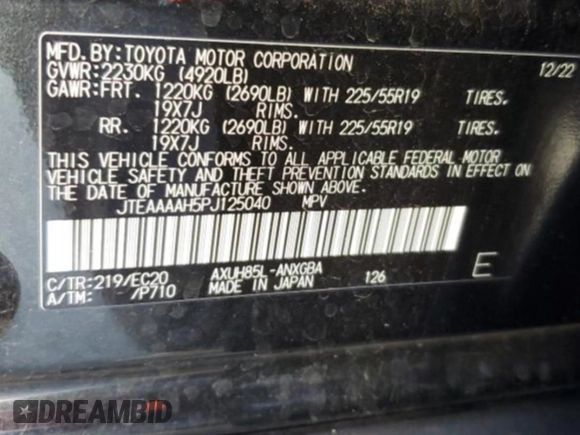 MFD.BY:TOYOTA MOTOR CORPORATION 12/22
GVWR:2230KG (4920LB)
GAWR:FRT. 1220KG (2690LB) WITH 225/55R19 TIRES.
19X7J RIMS.
RR. 1220KG (2690LB) WITH 225/55R19 TIRES.
19X7J RIMS.
THIS VEHICLE CONFORMS TO ALL APPLICABLE FEDERAL MOTOR
VEHICLE SAFETY AND THEFT PREVENTION STANDARDS IN EFFECT
ON THE DATE OF MANUFACTURE SHOWN ABOVE.
JTEAAAAH5PJ125040 MPV
C/TR:219/EC20 AXUH85L-ANXGBA 126 E
A/TM: -/P710 MADE IN JAPAN
DREAMBID